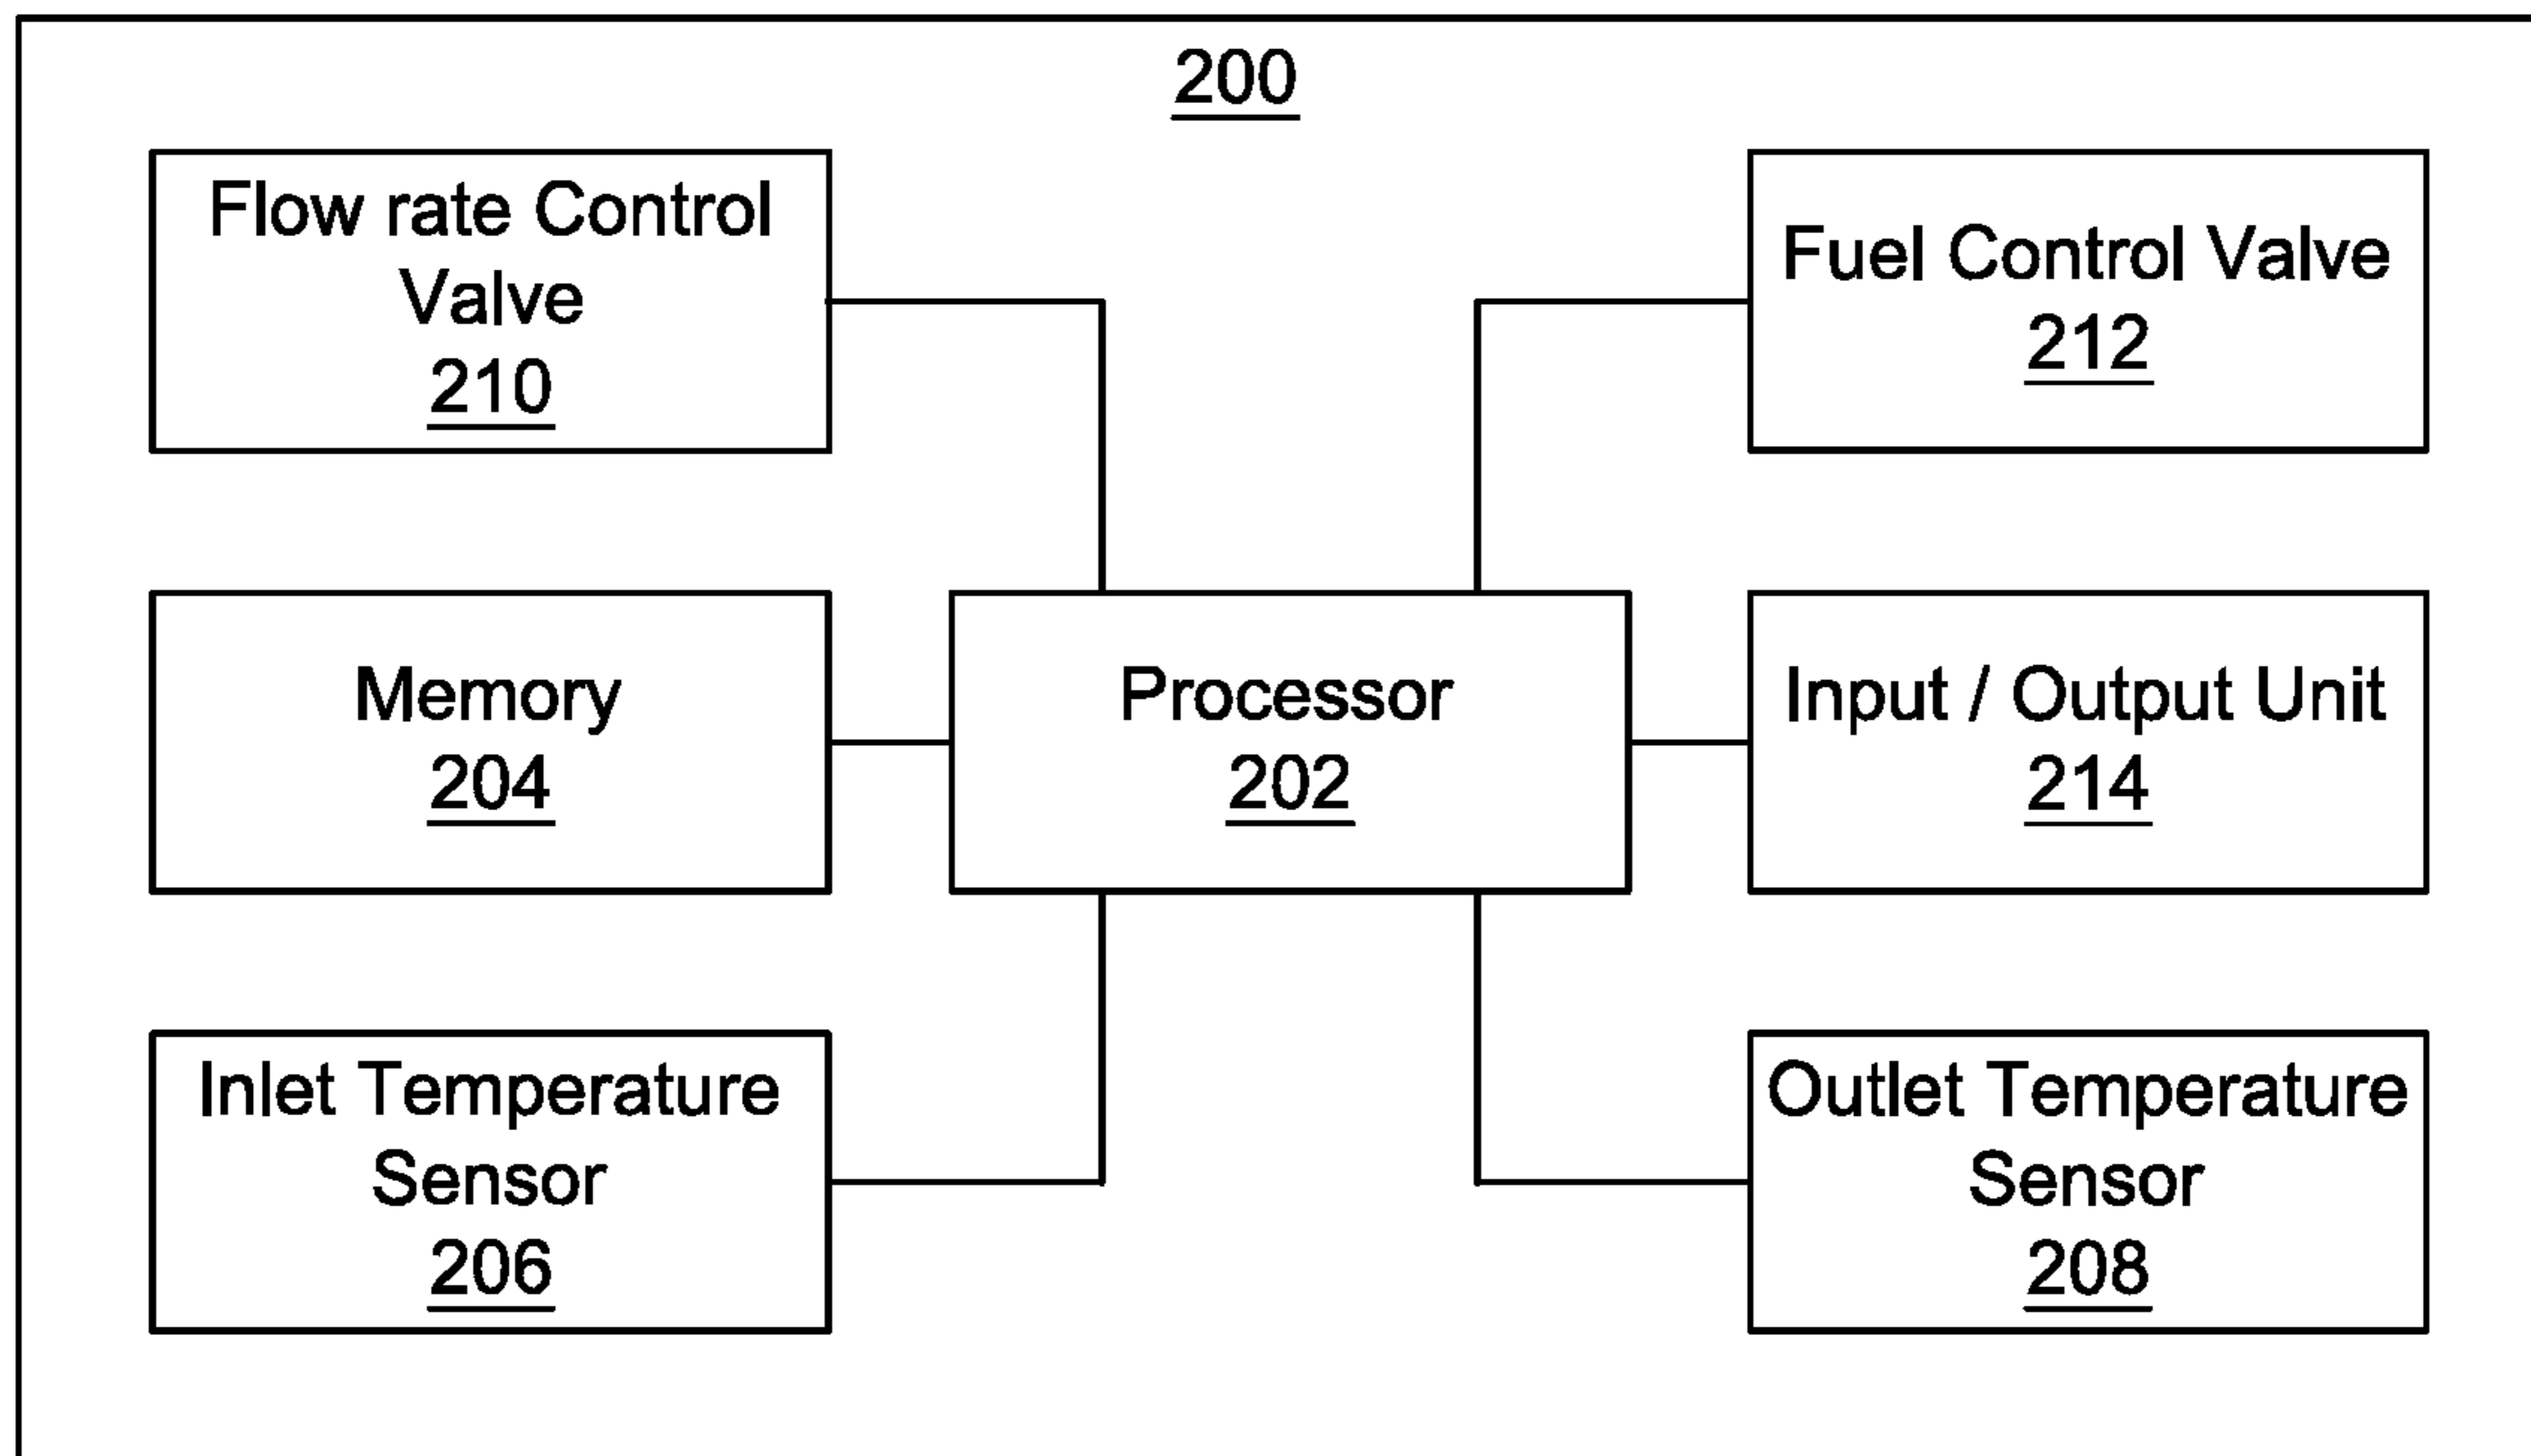 200
Flow rate Control
Valve
210
Fuel Control Valve
212
Memory
204
Processor
202
Input / Output Unit
214
Inlet Temperature
Sensor
206
Outlet Temperature
Sensor
208